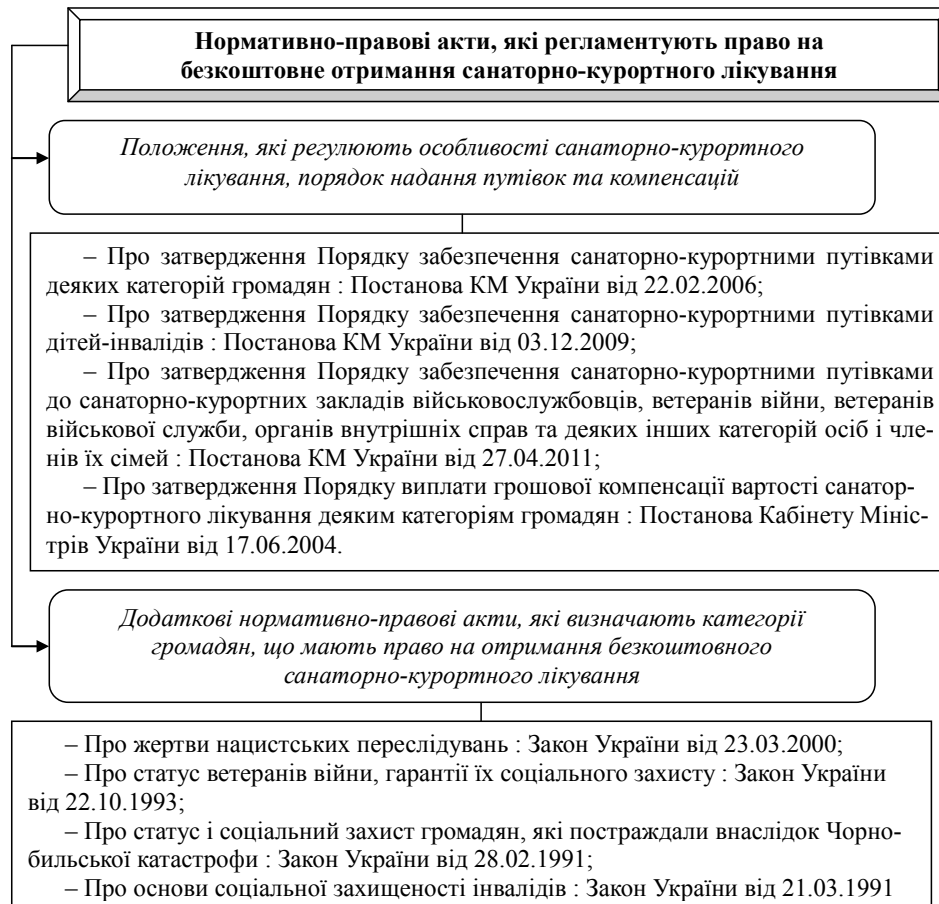 Нормативно-правові акти, які регламентують право на
безкоштовне отримання санаторно-курортного лікування
Положення, які регулюють особливості санаторно-курортного
лікування, порядок надання путівок та компенсацій
– Про затвердження Порядку забезпечення санаторно-курортними путівками
деяких категорій громадян : Постанова КМ України від 22.02.2006;
– Про затвердження Порядку забезпечення санаторно-курортними путівками
дітей-інвалідів : Постанова КМ України від 03.12.2009;
– Про затвердження Порядку забезпечення санаторно-курортними путівками
до санаторно-курортних закладів військовослужбовців, ветеранів війни, ветеранів
військової служби, органів внутрішніх справ та деяких інших категорій осіб і чле-
нів їх сімей : Постанова КМ України від 27.04.2011;
– Про затвердження Порядку виплати грошової компенсації вартості санатор-
но-курортного лікування деяким категоріям громадян : Постанова Кабінету Мініс-
трів України від 17.06.2004.
Додаткові нормативно-правові акти, які визначають категорії
громадян, що мають право на отримання безкоштовного
санаторно-курортного лікування
– Про жертви нацистських переслідувань : Закон України від 23.03.2000;
– Про статус ветеранів війни, гарантії їх соціального захисту : Закон України
від 22.10.1993;
– Про статус і соціальний захист громадян, які постраждали внаслідок Чорно-
бильської катастрофи : Закон України від 28.02.1991;
– Про основи соціальної захищеності інвалідів : Закон України від 21.03.1991